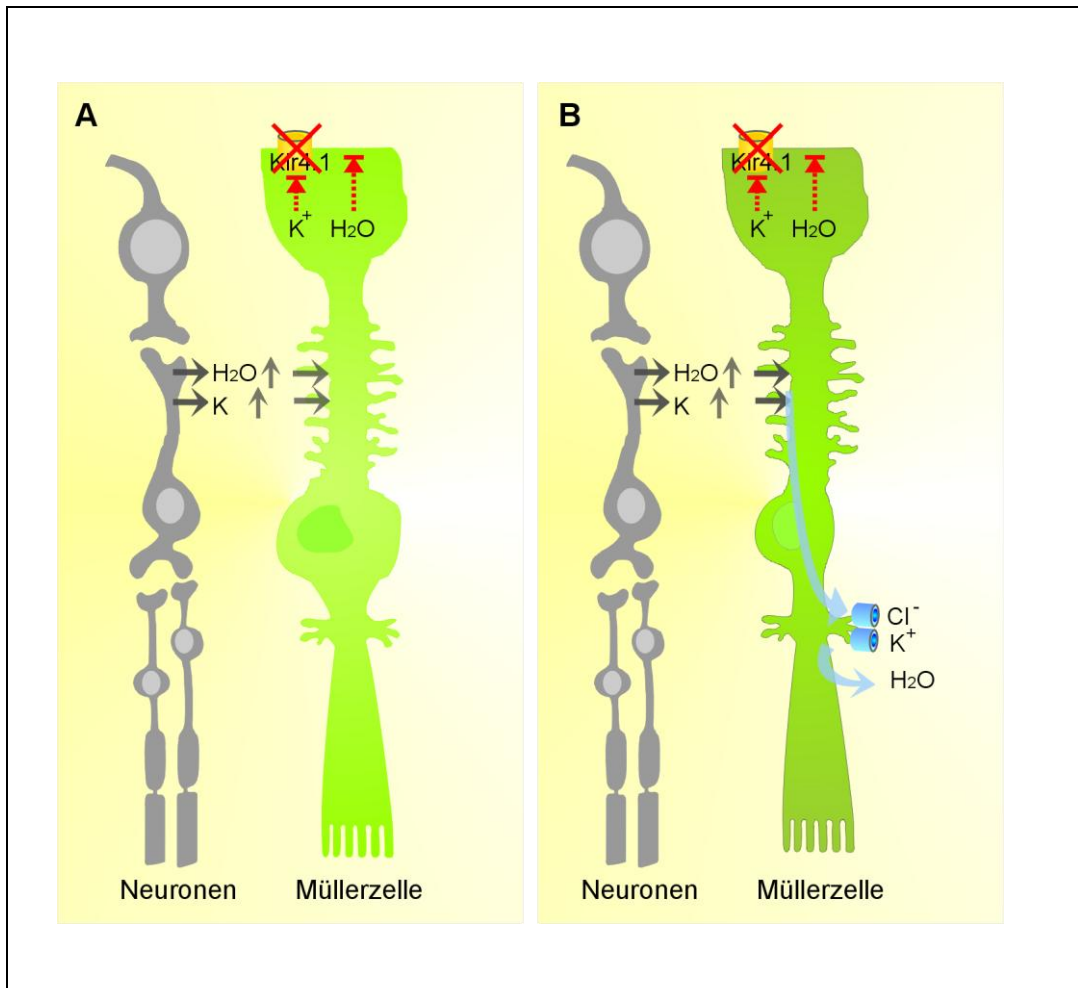 A
Kir4.1
K⁺ H₂O
H₂O
K
Neuronen Müllerzelle
B
Kir4.1
K⁺ H₂O
H₂O
K
Cl⁻
K⁺
H₂O
Neuronen Müllerzelle